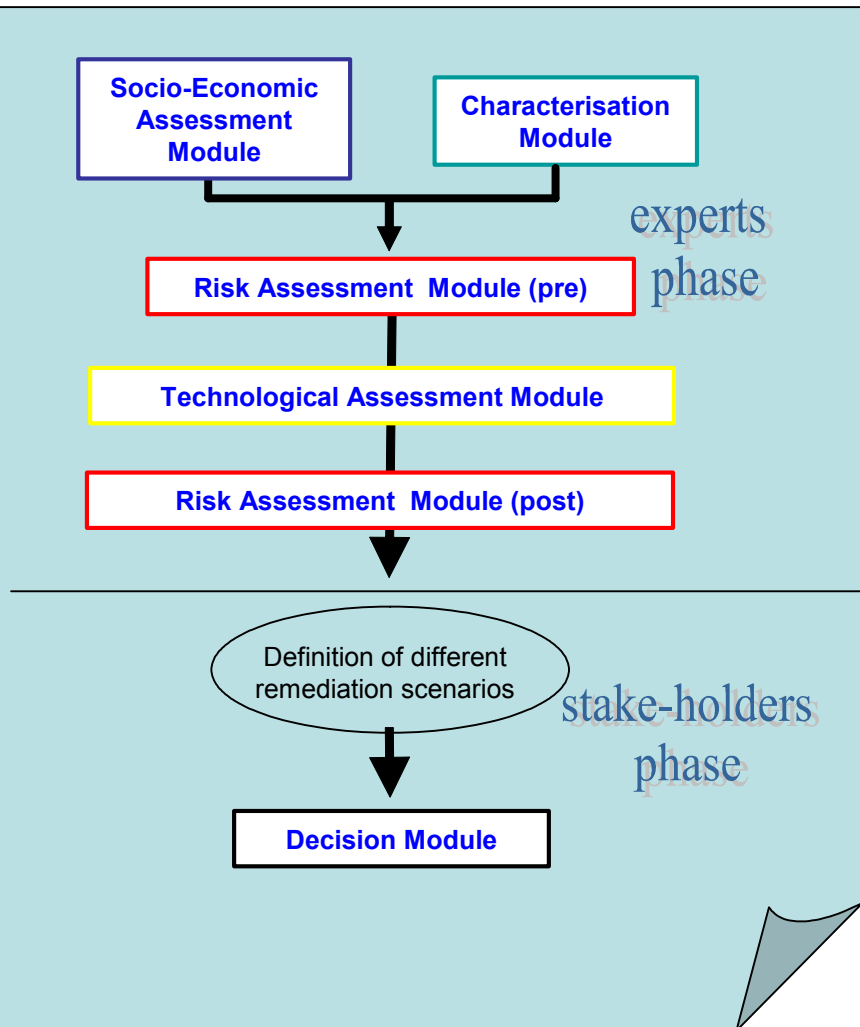 Socio-Economic
Assessment
Module
Characterisation
Module
experts
phase
Risk Assessment Module (pre)
Technological Assessment Module
Risk Assessment Module (post)
Definition of different
remediation scenarios
stake-holders
phase
Decision Module